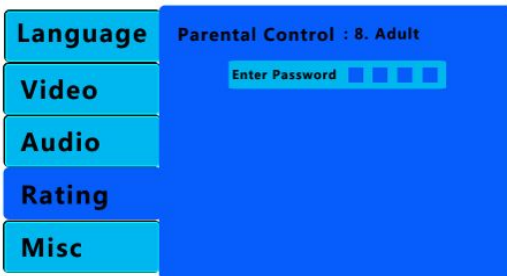 Language
Video
Audio
Rating
Misc
Parental Control : 8. Adult
Enter Password